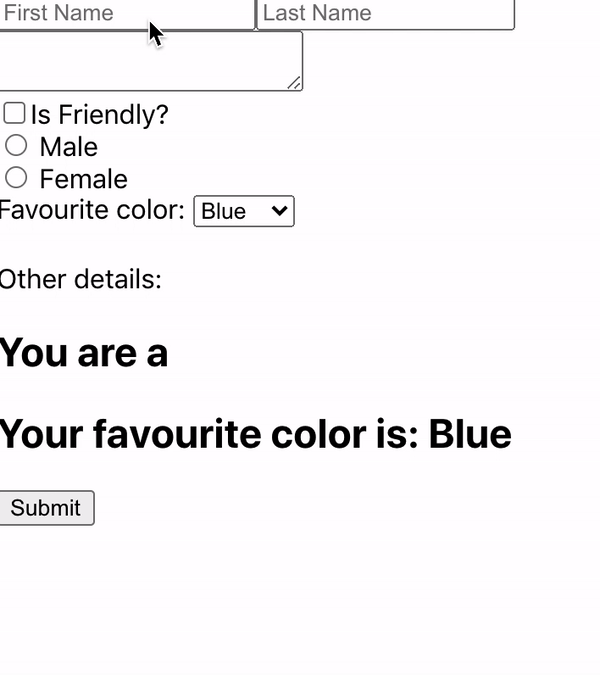 First Name Last Name
Is Friendly?
Male
Female
Favourite color: Blue
Other details:
You are a
Your favourite color is: Blue
Submit